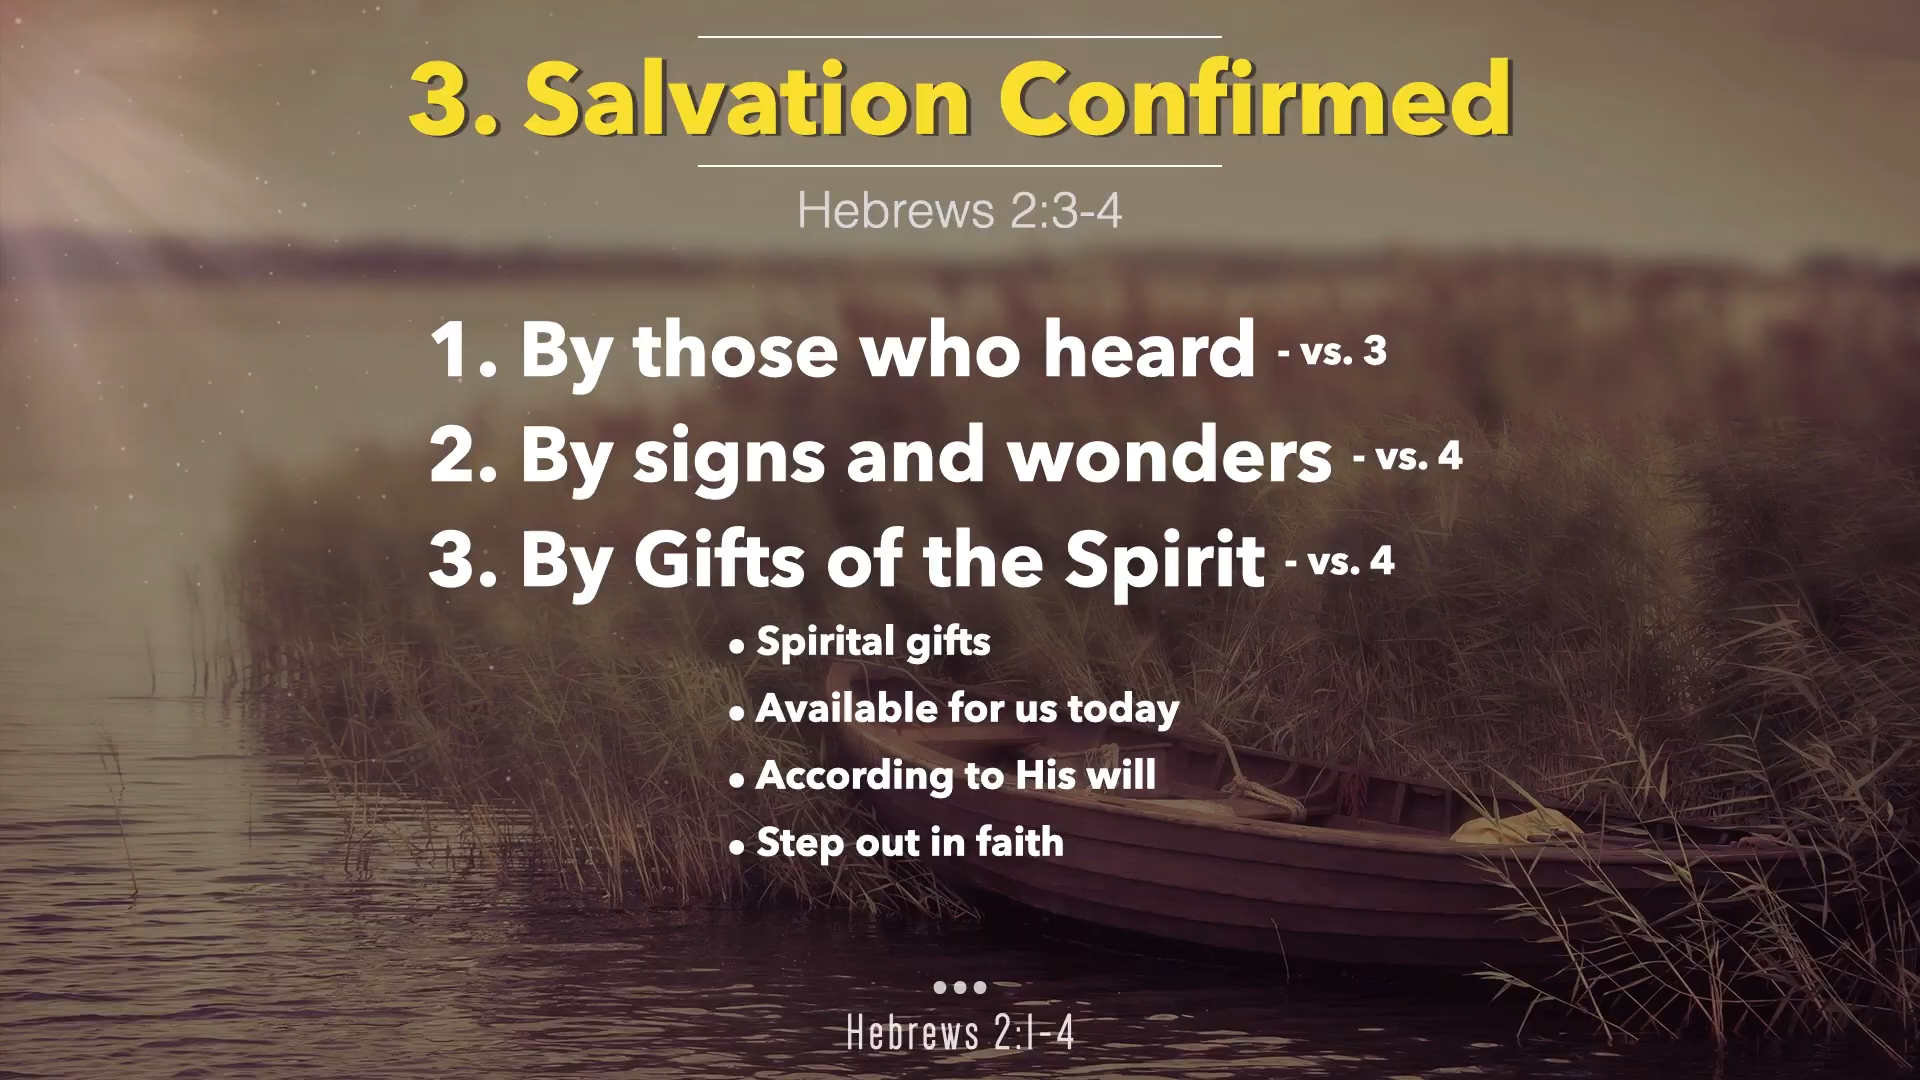 3. Salvation Confirmed
Hebrews 2:3-4
1. By those who heard - vs. 3
2. By signs and wonders - vs. 4
3. By Gifts of the Spirit - vs. 4
• Spirital gifts
• Available for us today
• According to His will
• Step out in faith
•••
Hebrews 2:1-4